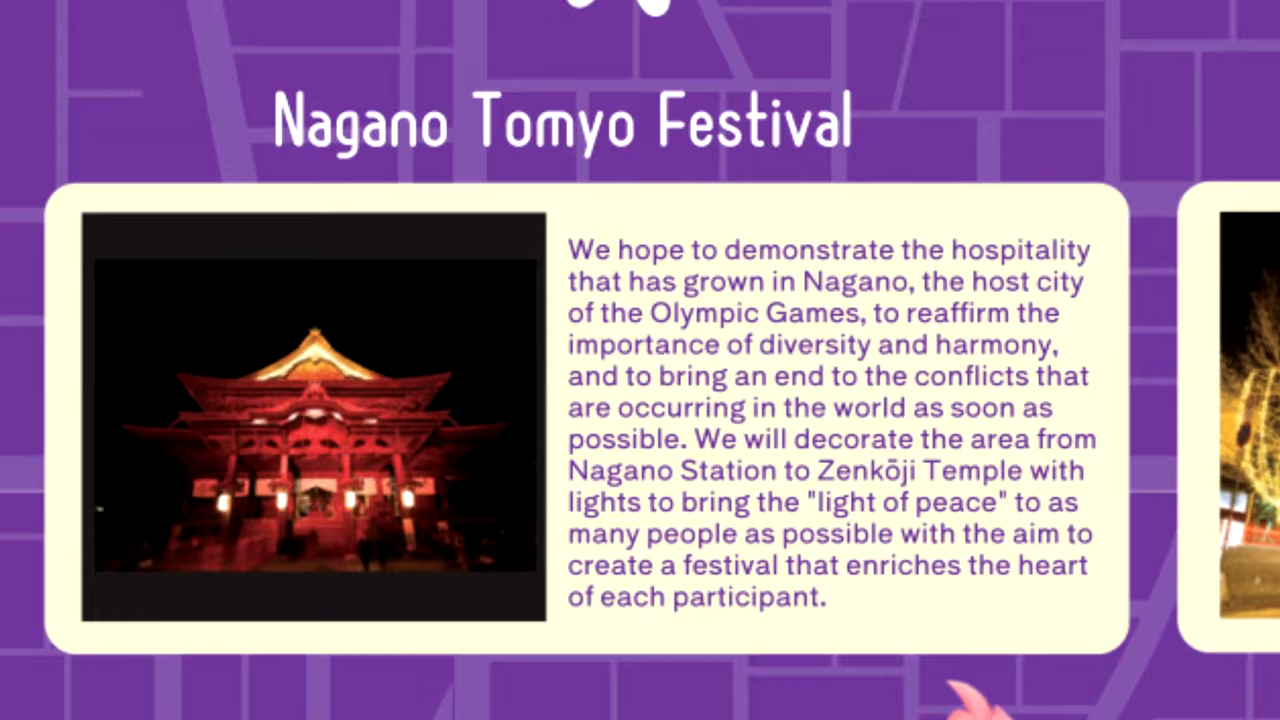 Nagano Tomyo Festival
We hope to demonstrate the hospitality
that has grown in Nagano, the host city
of the Olympic Games, to reaffirm the
importance of diversity and harmony,
and to bring an end to the conflicts that
are occurring in the world as soon as
possible. We will decorate the area from
Nagano Station to Zenkōji Temple with
lights to bring the "light of peace" to as
many people as possible with the aim to
create a festival that enriches the heart
of each participant.